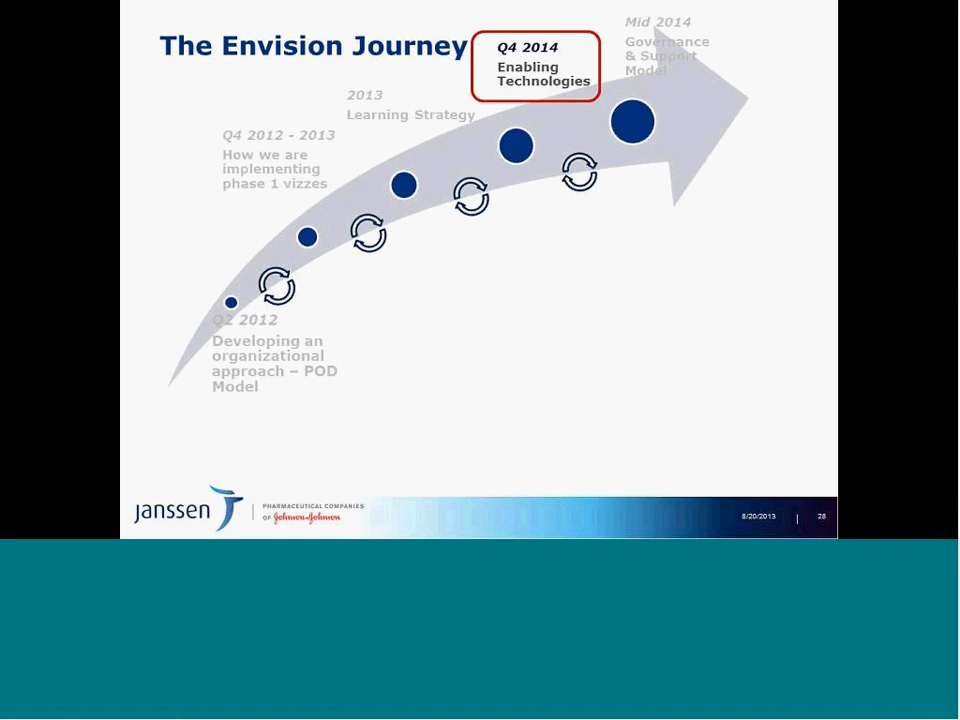 The Envision Journey
Q4 2014
Enabling
Technologies
Mid 2014
Governance
& Support
Model
2013
Learning Strategy
Q4 2012 - 2013
How we are
implementing
phase 1 vizzes
Q2 2012
Developing an
organizational
approach – POD
Model
janssen
PHARMACEUTICAL COMPANIES
OF Johnson & Johnson
8/20/2013 | 28